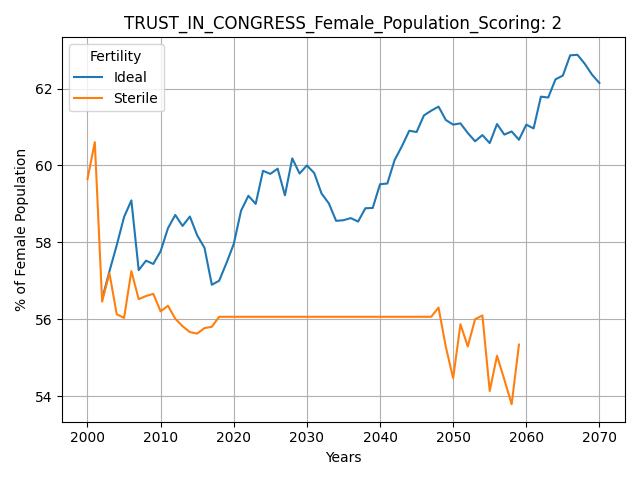 TRUST_IN_CONGRESS_Female_Population_Scoring: 2
Fertility
Ideal
Sterile
% of Female Population
62
60
58
56
54
2000 2010 2020 2030 2040 2050 2060 2070
Years